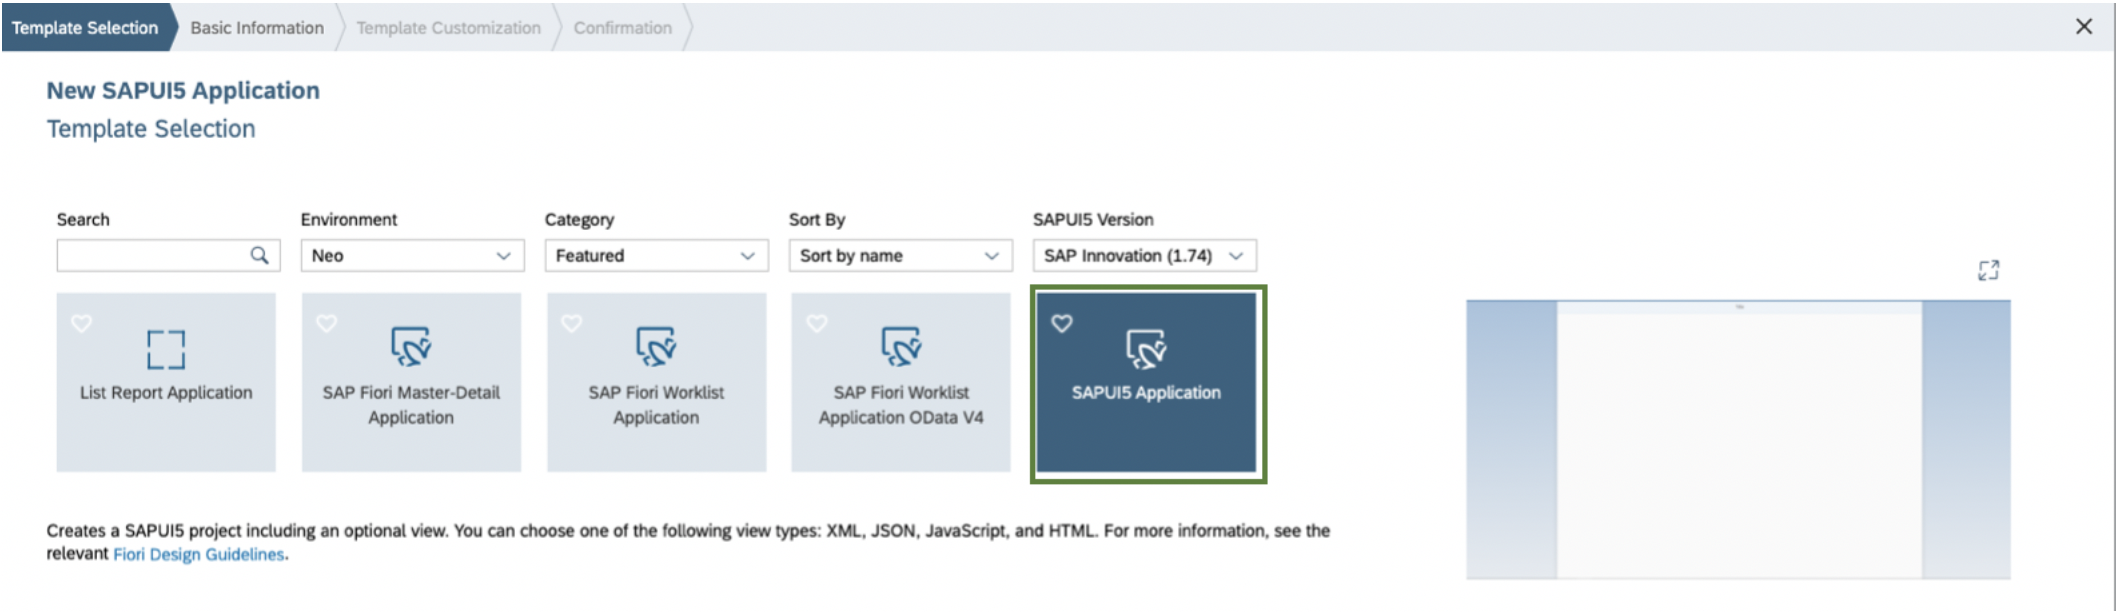 Template Selection
Basic Information
Template Customization
Confirmation
New SAPUI5 Application
Template Selection
Search
Environment
Category
Sort By
SAPUI5 Version
Neo
Featured
Sort by name
SAP Innovation (1.74)
List Report Application
SAP Fiori Master-Detail
Application
SAP Fiori Worklist
Application
SAP Fiori Worklist
Application OData V4
SAPUI5 Application
Creates a SAPUI5 project including an optional view. You can choose one of the following view types: XML, JSON, JavaScript, and HTML. For more information, see the
relevant Fiori Design Guidelines.